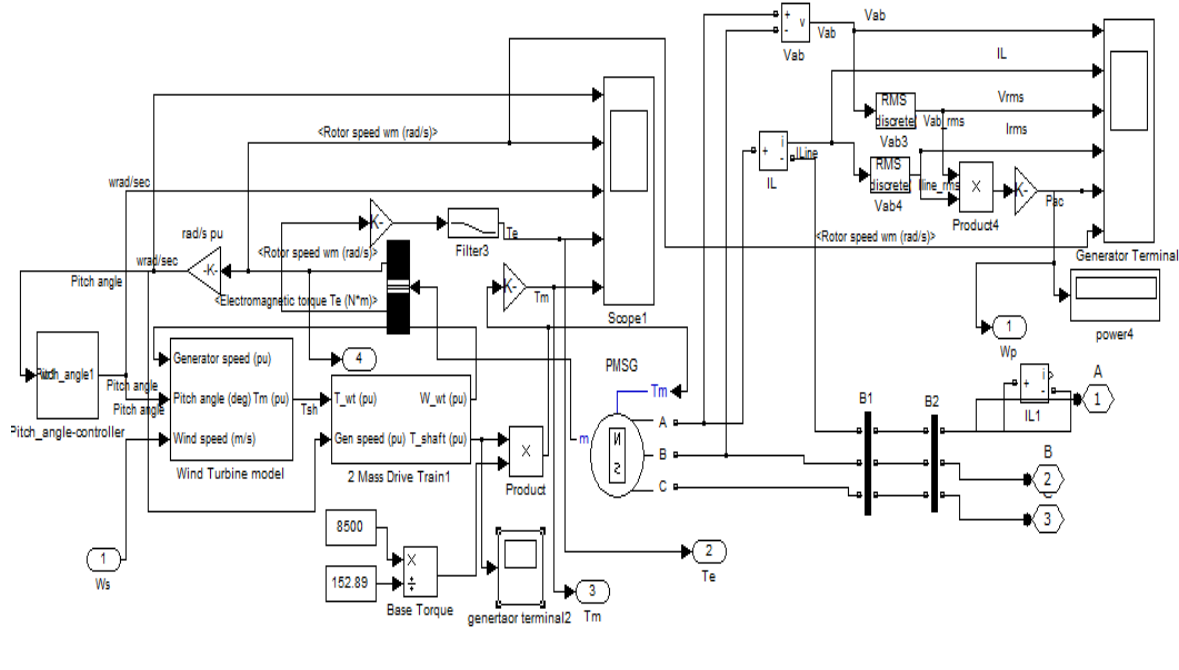 +
-
v
Vab
Vab
Vab
IL
RMS
discrete
Vrms
Vab_rms
Vab3
Irms
<Rotor speed wm (rad/s)>
+
i
-
ILine
IL
RMS
discrete
Iline_rms
Vab4
X
Product4
K-
Pac
wrad/sec
K-
Filter3
Te
<Rotor speed wm (rad/s)>
Generator Terminal
rad/s pu
<Rotor speed wm (rad/s)>
wrad/sec
-K-
Pitch angle
K-
Tm
<Electromagnetic torque Te (N*m)>
Scope1
power4
1
Wp
4
PMSG
Generator speed (pu)
Pitch angle
Pitch angle (deg)
Tm (pu)
Tsh
Pitch angle
Wind speed (m/s)
Pitch_angle-controller
Wind Turbine model
T_wt (pu)
W_wt (pu)
Gen speed (pu)
T_shaft (pu)
2 Mass Drive Train1
X
Product
Tm
m
N
S
A
B
C
B1
B2
+
i
-
IL1
A
1
B
2
3
8500
152.89
X
÷
Base Torque
genertaor terminal2
1
Ws
2
Te
3
Tm